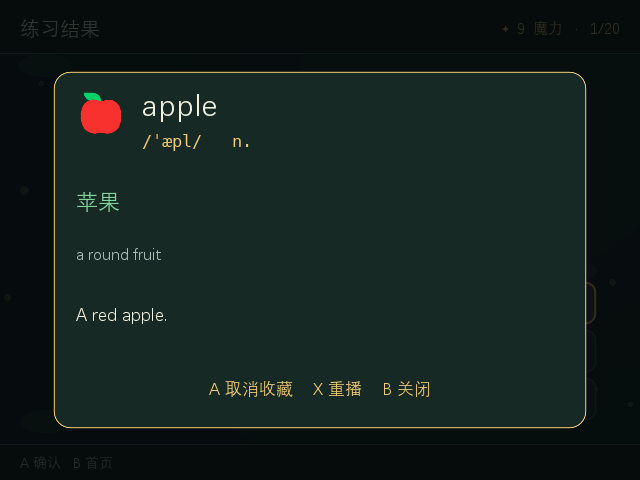 练习结果
✦ 9 魔力 · 1/20
apple
/ˈæpl/ n.
苹果
a round fruit
A red apple.
A 取消收藏 X 重播 B 关闭
A 确认 B 首页